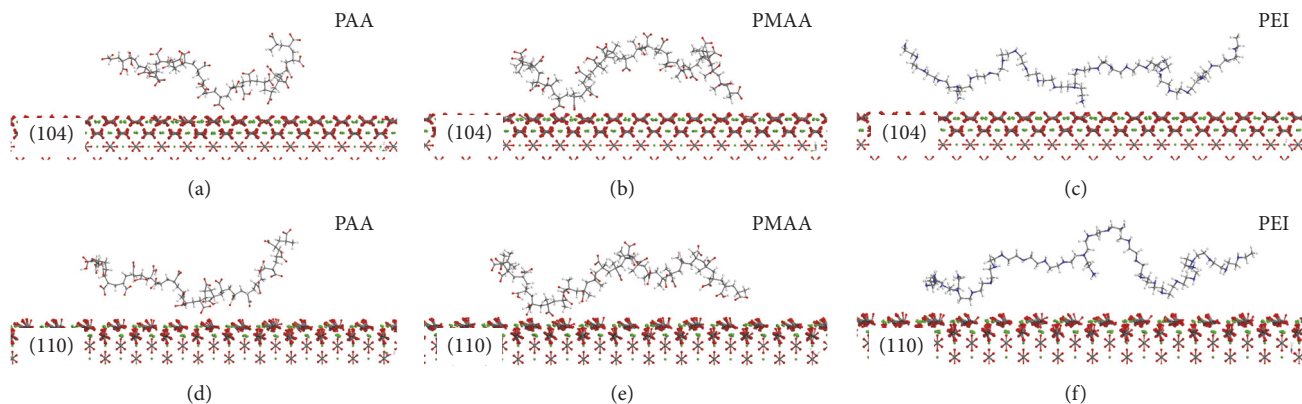 PAA
PMAA
PEI
(104)
(104)
(104)
(a)
(b)
(c)
PAA
PMAA
PEI
(110)
(110)
(110)
(d)
(e)
(f)